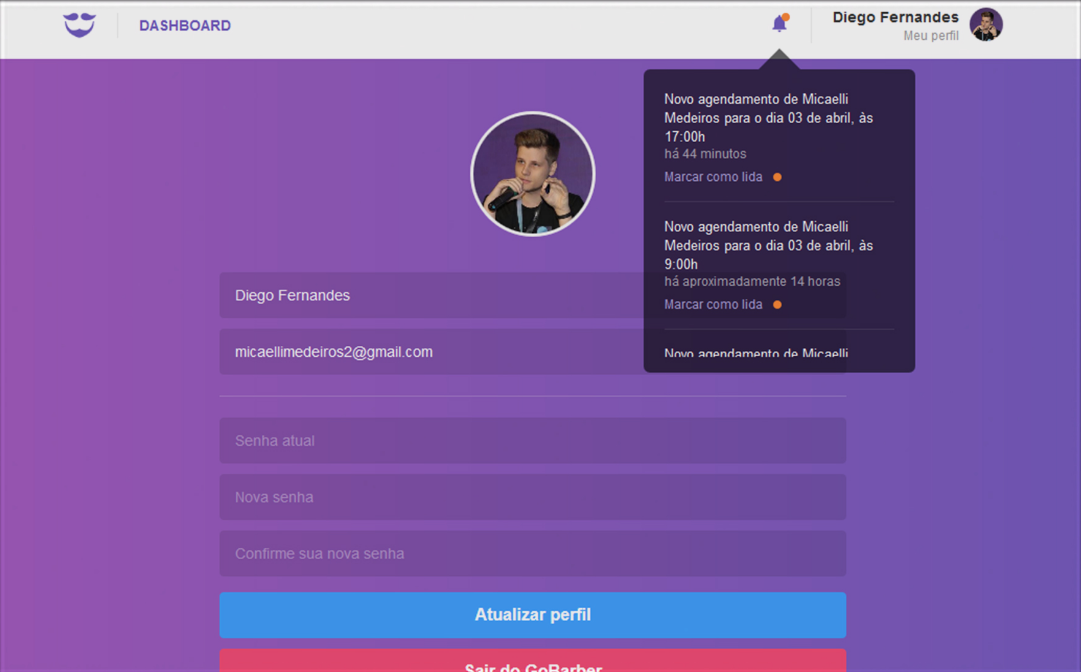 DASHBOARD
Diego Fernandes
Meu perfil
Novo agendamento de Micaelli
Medeiros para o dia 03 de abril, às
17:00h
há 44 minutos
Marcar como lida
Novo agendamento de Micaelli
Medeiros para o dia 03 de abril, às
9:00h
há aproximadamente 14 horas
Marcar como lida
Novo agendamento de Micaelli
Diego Fernandes
micaellimedeiros2@gmail.com
Senha atual
Nova senha
Confirme sua nova senha
Atualizar perfil
Sair do GoBarber